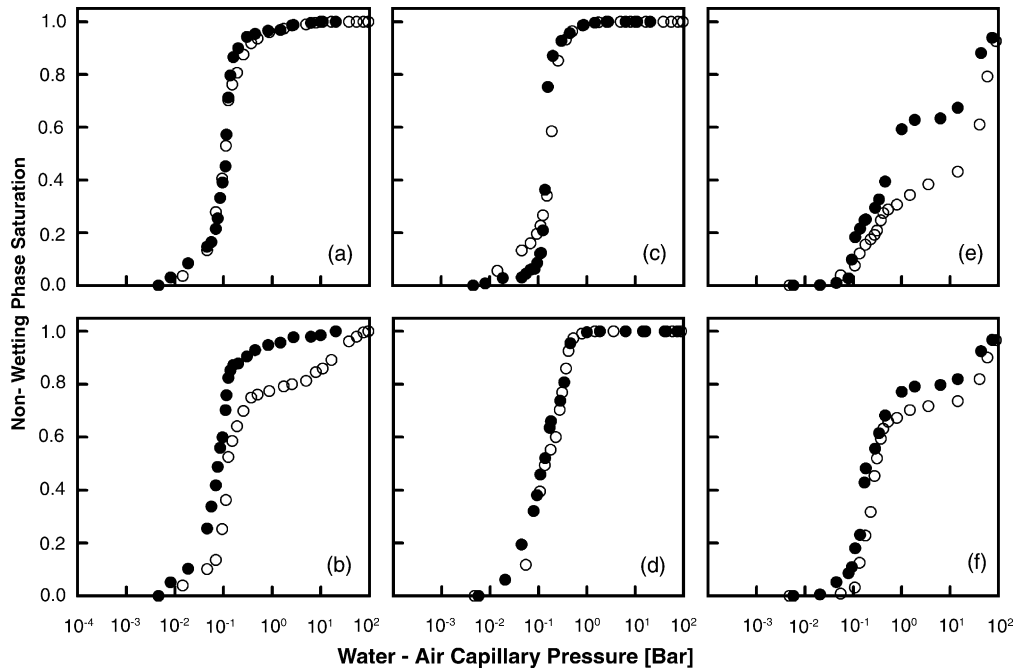 1.0
0.8
0.6
0.4
0.2
0.0
(a)
(c)
(e)
1.0
0.8
0.6
0.4
0.2
0.0
(b)
(d)
(f)
Non- Wetting Phase Saturation
10⁻⁴ 10⁻³ 10⁻² 10⁻¹ 10⁰ 10¹ 10² 10⁻³ 10⁻² 10⁻¹ 10⁰ 10¹ 10² 10⁻³ 10⁻² 10⁻¹ 10⁰ 10¹ 10²
Water - Air Capillary Pressure [Bar]